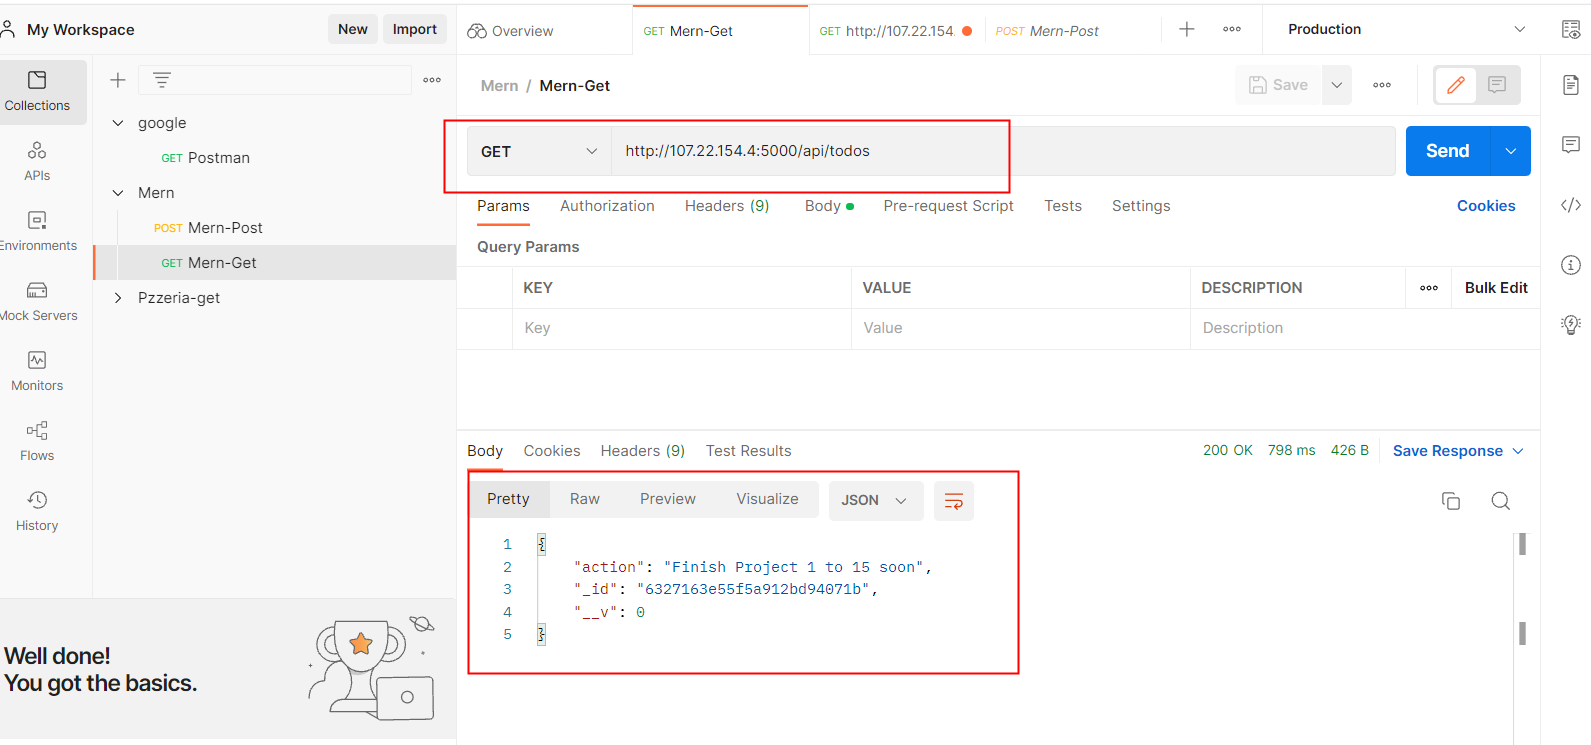 My Workspace
New
Import
Overview
GET Mern-Get
GET http://107.22.154.
POST Mern-Post
Production
Collections
APIs
Environments
Mock Servers
Monitors
Flows
History
google
GET Postman
Mern
POST Mern-Post
GET Mern-Get
Pzzeria-get
Well done!
You got the basics.
Mern / Mern-Get
Save
GET
http://107.22.154.4:5000/api/todos
Send
Params Authorization Headers (9) Body Pre-request Script Tests Settings
Cookies
Query Params
KEY VALUE DESCRIPTION Bulk Edit
Key Value Description
Body Cookies Headers (9) Test Results
200 OK 798 ms 426 B Save Response
Pretty Raw Preview Visualize JSON
1 {
2 "action": "Finish Project 1 to 15 soon",
3 "_id": "6327163e55f5a912bd94071b",
4 "__v": 0
5 }